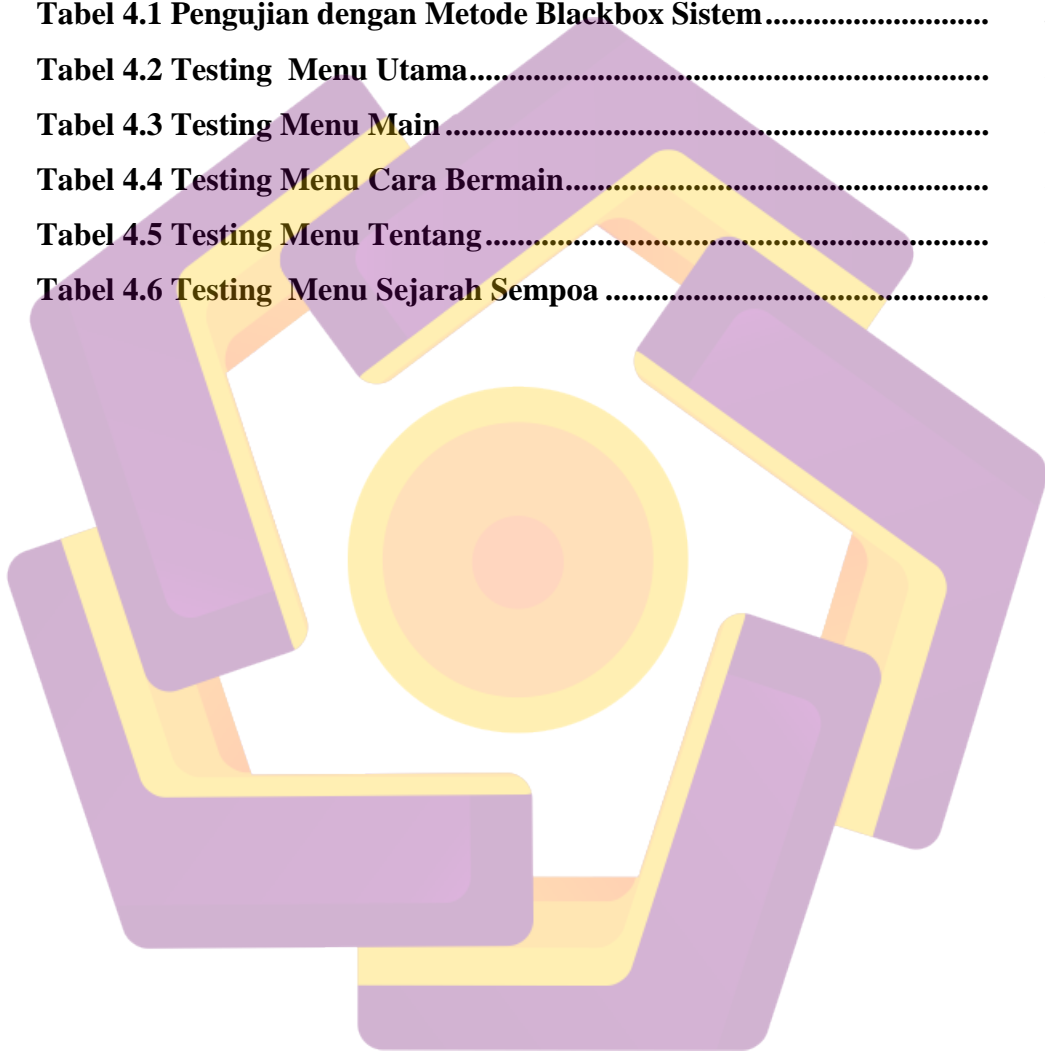 Tabel 4.1 Pengujian dengan Metode Blackbox Sistem............................
Tabel 4.2 Testing  Menu Utama.................................................................
Tabel 4.3 Testing Menu Main....................................................................
Tabel 4.4 Testing Menu Cara Bermain.....................................................
Tabel 4.5 Testing Menu Tentang...............................................................
Tabel 4.6 Testing  Menu Sejarah Sempoa ................................................